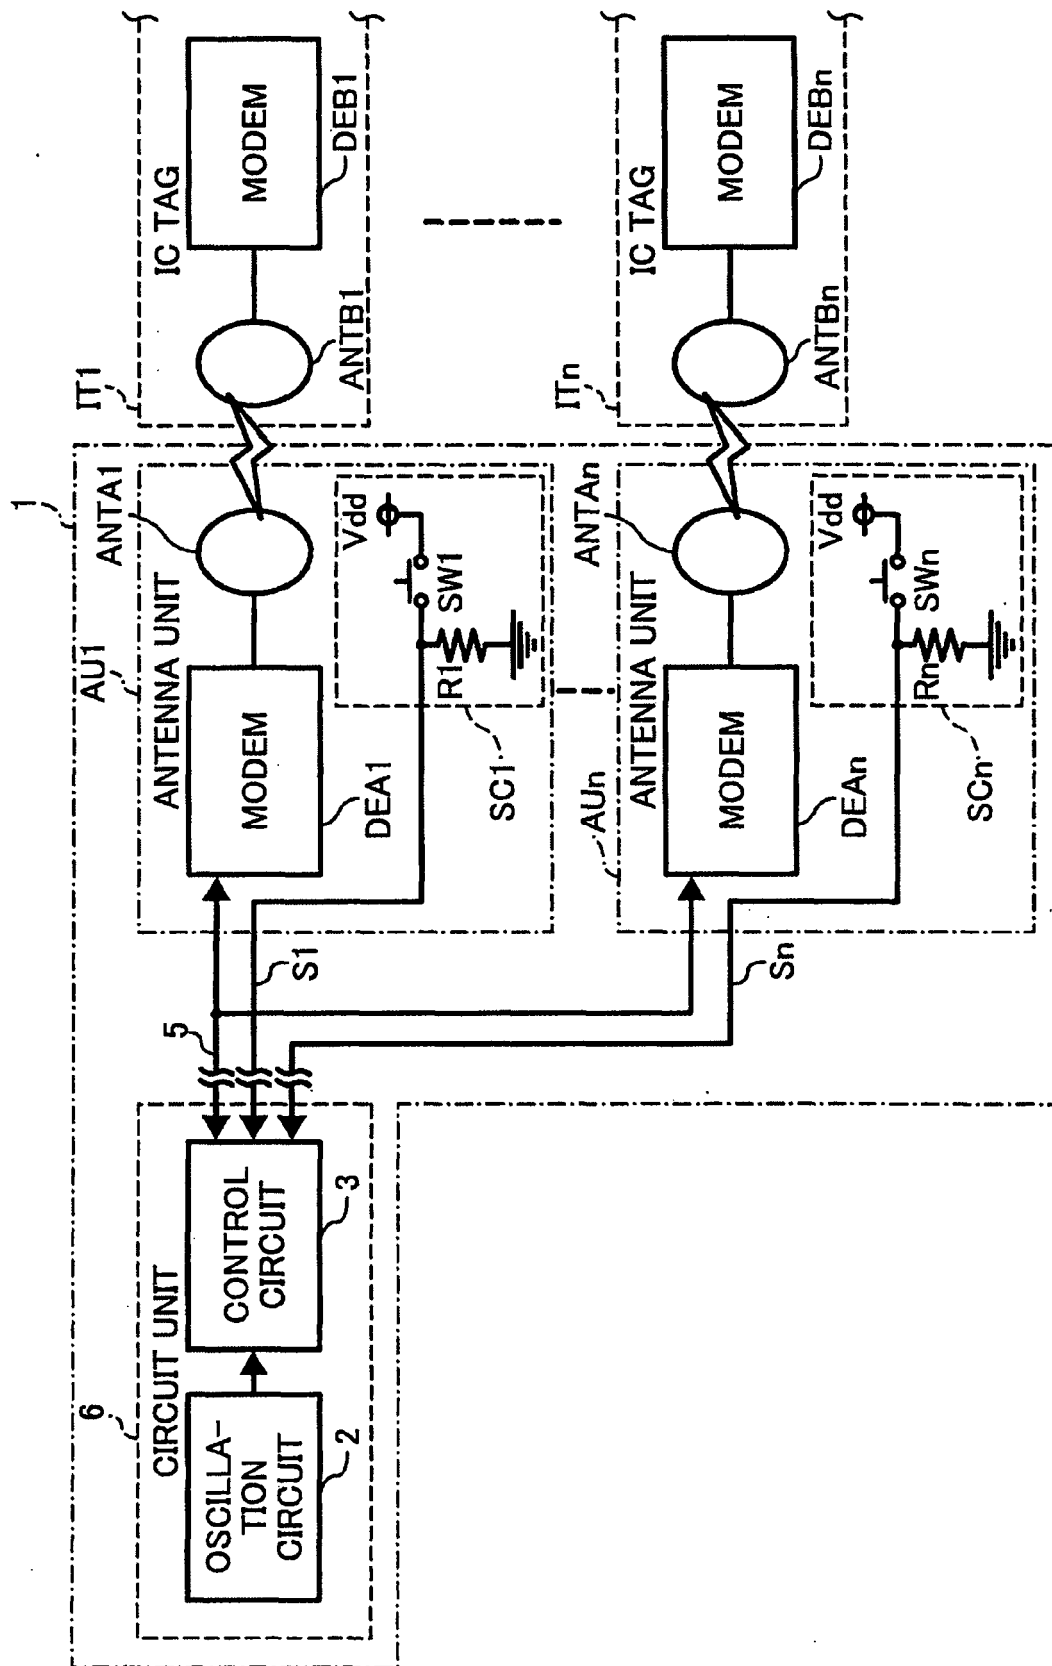 1
6
CIRCUIT UNIT
OSCILLA-
TION
CIRCUIT
2
CONTROL
CIRCUIT
3
5
S1
Sn
AU1
ANTENNA UNIT
MODEM
DEA1
ANTA1
Vdd
SW1
R1
SC1
IT1
IC TAG
MODEM
DEB1
ANTB1
AUn
ANTENNA UNIT
MODEM
DEAn
ANTAn
Vdd
SWn
Rn
SCn
ITn
IC TAG
MODEM
DEBn
ANTBn